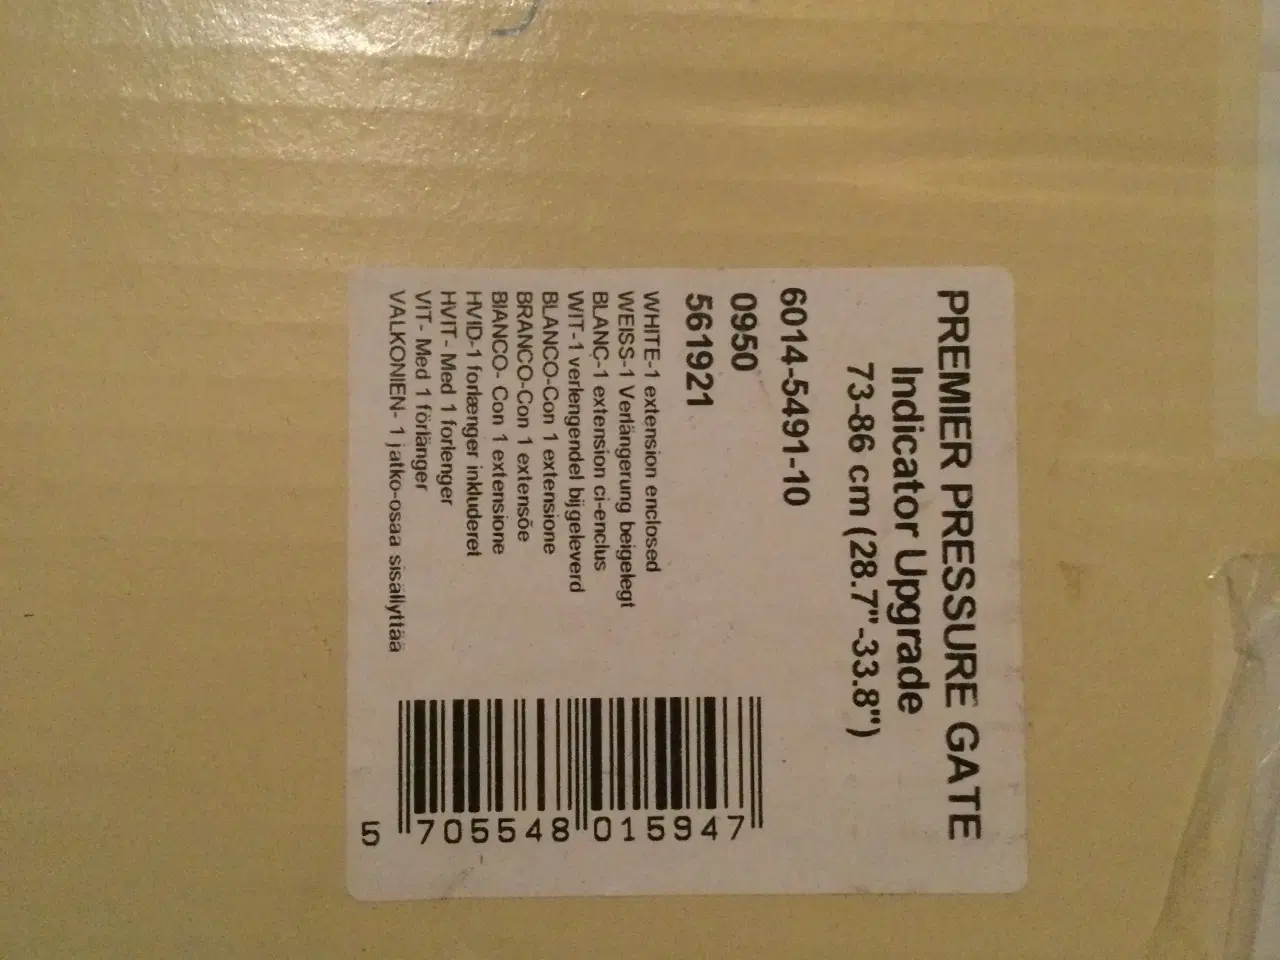 PREMIER PRESSURE GATE
Indicator Upgrade
73-86 cm (28.7"-33.8")
6014-5491-10
0950
561921
WHITE-1 extension enclosed
WEISS-1 Verlängerung beigelegt
BLANC-1 extension ci-enclus
WIT-1 verlengendel bijgeleverd
BLANCO-Con 1 extensione
BRANCO-Con 1 extensõe
BIANCO- Con 1 extensione
HVID-1 forlænger inkluderet
HVIT- Med 1 forlenger
VIT- Med 1 förlänger
VALKONIEN- 1 jatko-osaa sisällyttää
5 705548 015947